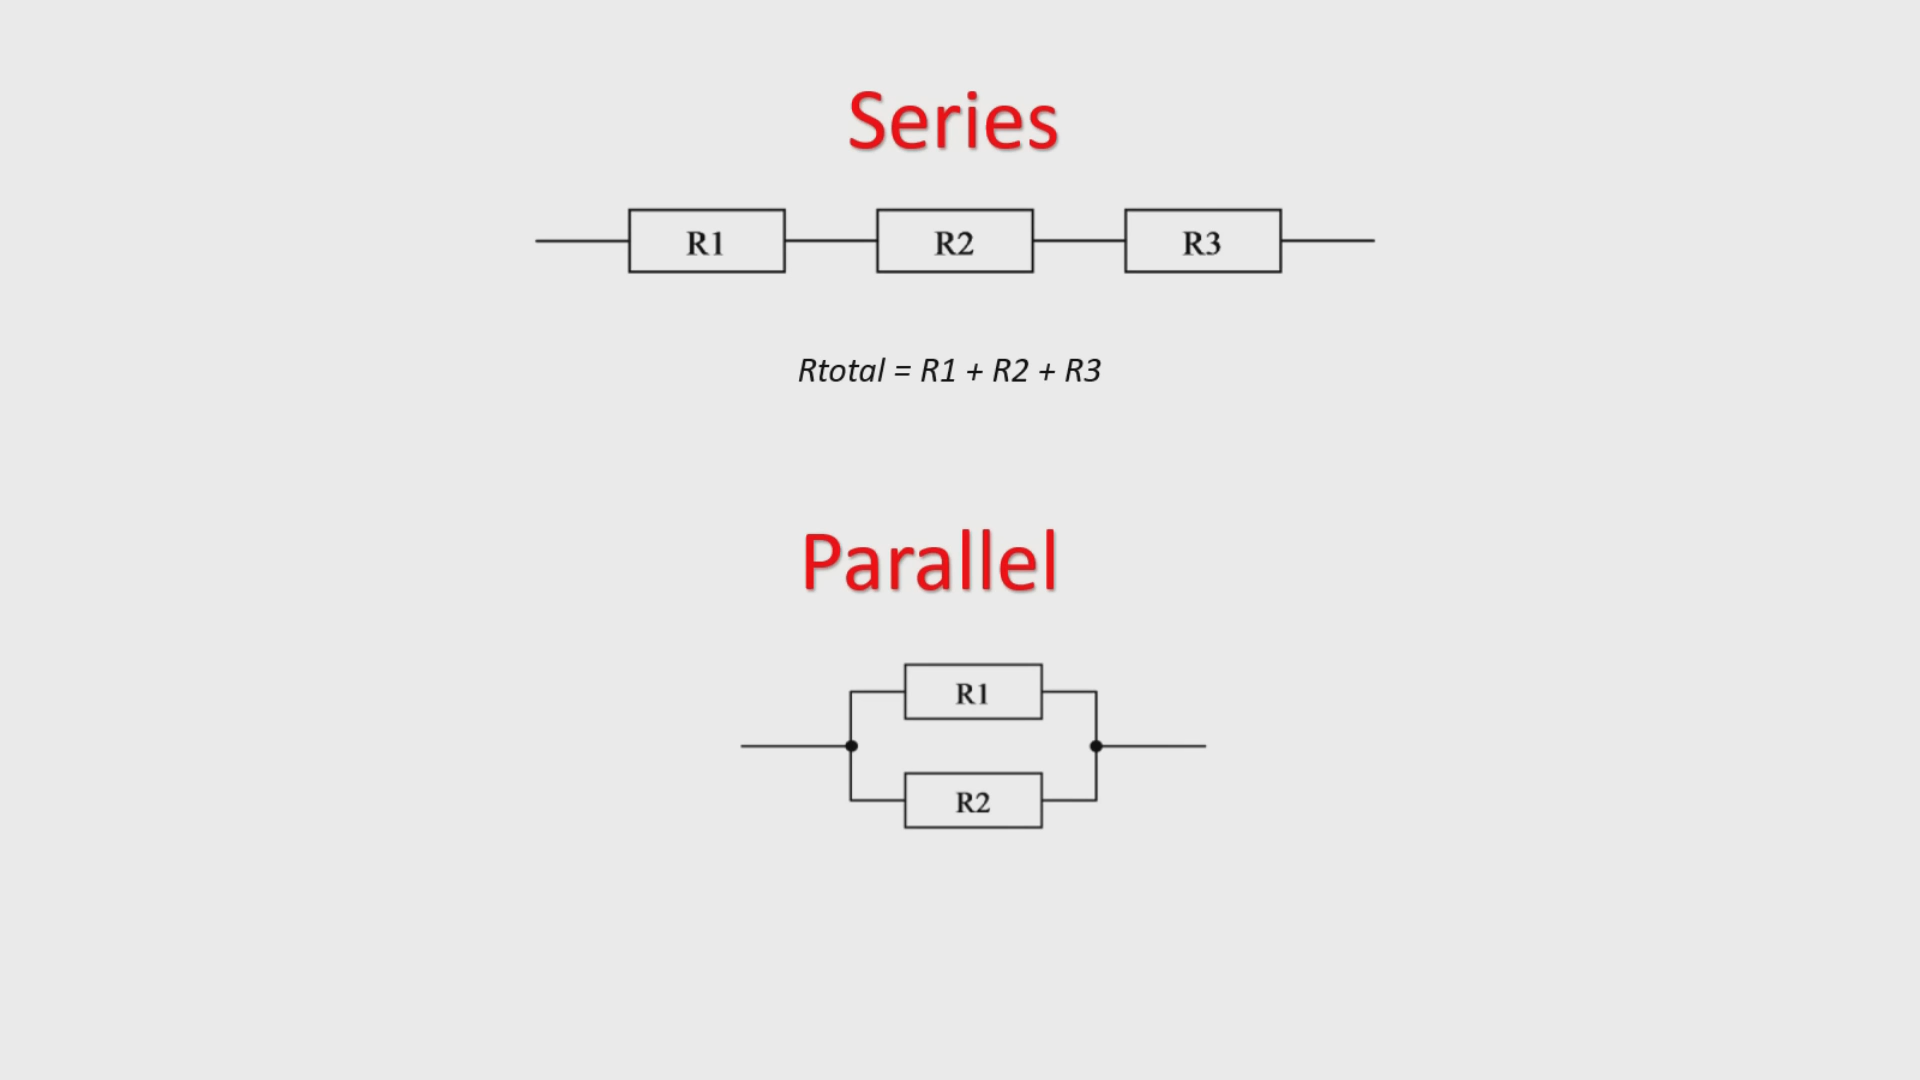 Series
R1 R2 R3
Rtotal = R1 + R2 + R3
Parallel
R1
R2